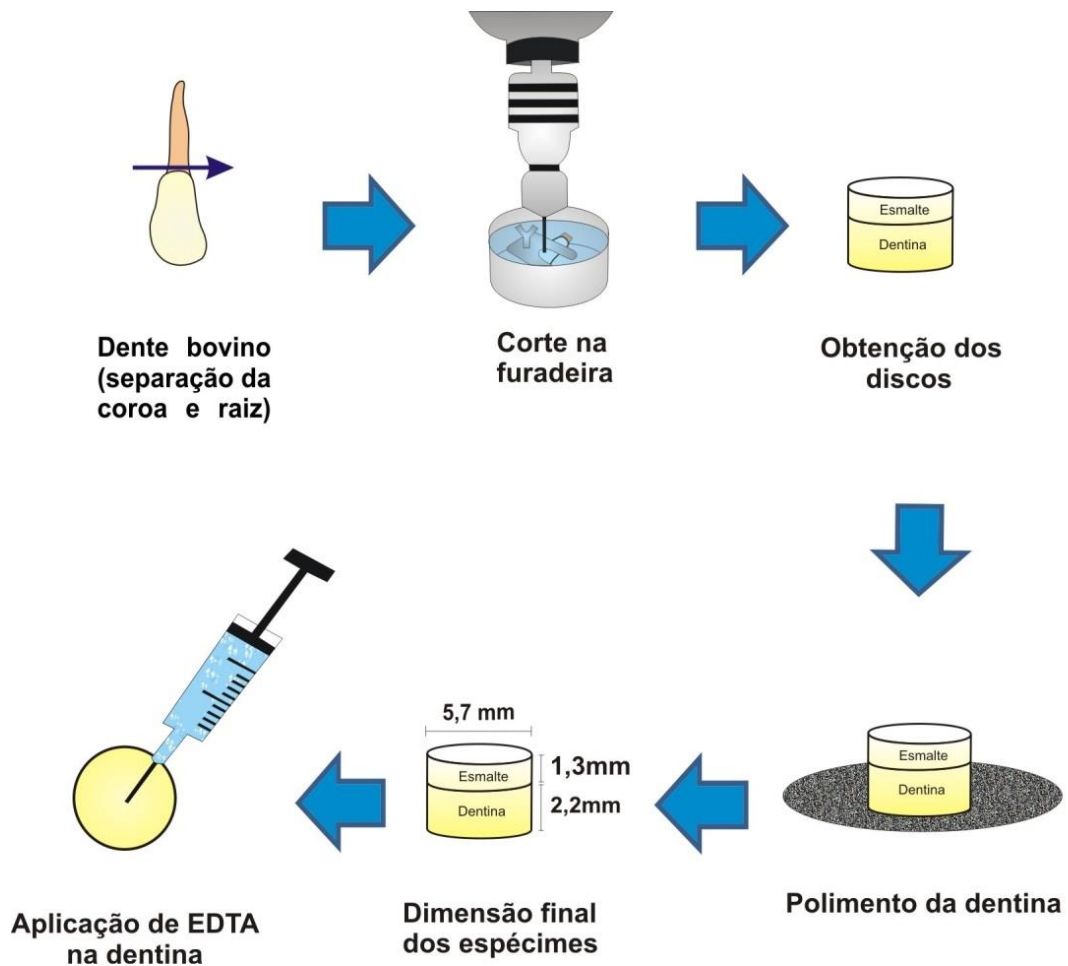 Dente bovino
(separação da
coroa e raiz)
Corte na
furadeira
Esmalte
Dentina
Obtenção dos
discos
Esmalte
Dentina
Polimento da dentina
5,7 mm
Esmalte
1,3mm
Dentina
2,2mm
Dimensão final
dos espécimes
Aplicação de EDTA
na dentina